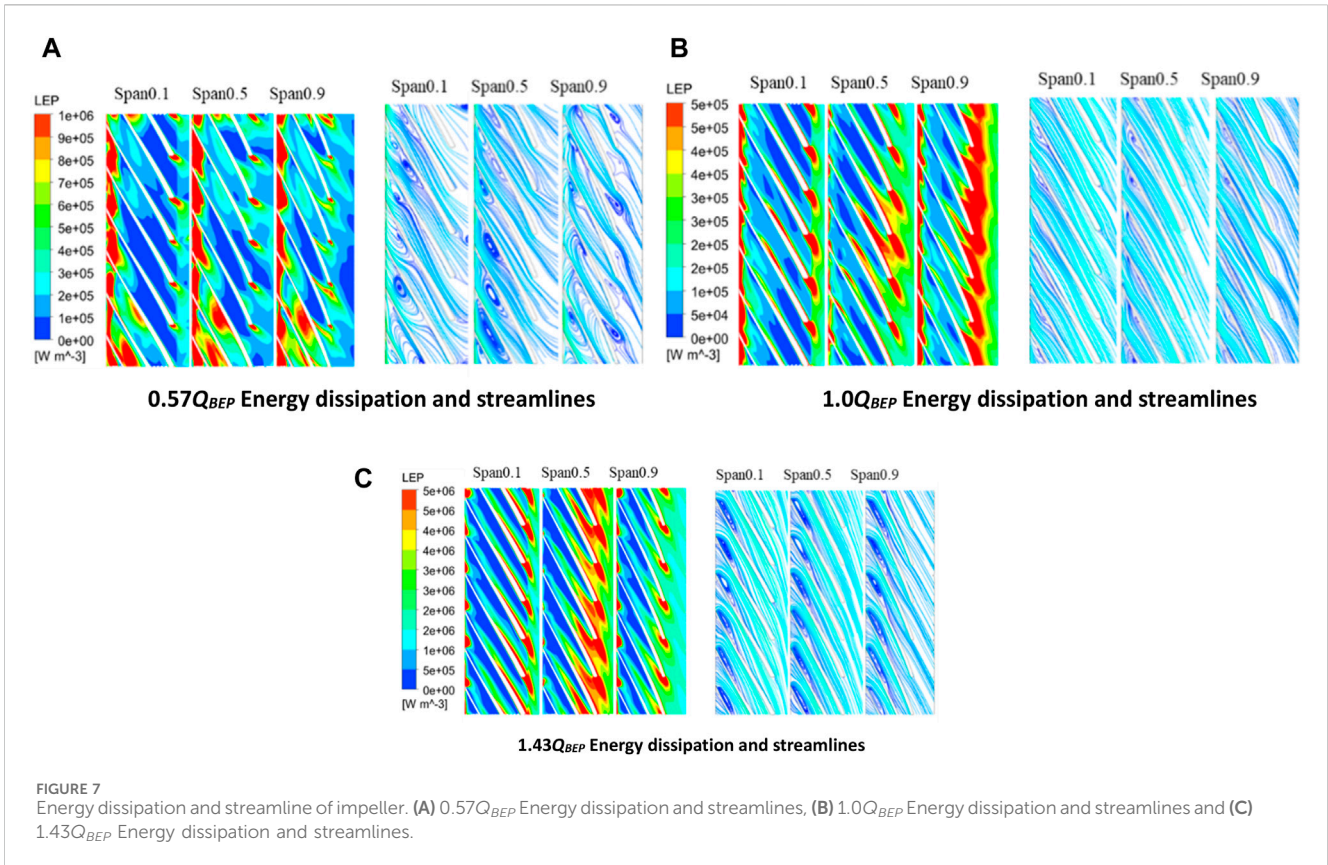 A
B
Span0.1 Span0.5 Span0.9
Span0.1 Span0.5 Span0.9
Span0.1 Span0.5 Span0.9
Span0.1 Span0.5 Span0.9
LEP
1e+06
9e+05
8e+05
7e+05
6e+05
5e+05
4e+05
3e+05
2e+05
1e+05
0e+00
[W m^-3]
LEP
5e+05
5e+05
4e+05
4e+05
3e+05
3e+05
2e+05
2e+05
1e+05
5e+04
0e+00
[W m^-3]
0.57QBEP Energy dissipation and streamlines
1.0QBEP Energy dissipation and streamlines
C
Span0.1 Span0.5 Span0.9
Span0.1 Span0.5 Span0.9
LEP
5e+06
5e+06
4e+06
4e+06
3e+06
3e+06
2e+06
2e+06
1e+06
5e+05
0e+00
[W m^-3]
1.43QBEP Energy dissipation and streamlines
FIGURE 7
Energy dissipation and streamline of impeller. (A) 0.57QBEP Energy dissipation and streamlines, (B) 1.0QBEP Energy dissipation and streamlines and (C)
1.43QBEP Energy dissipation and streamlines.